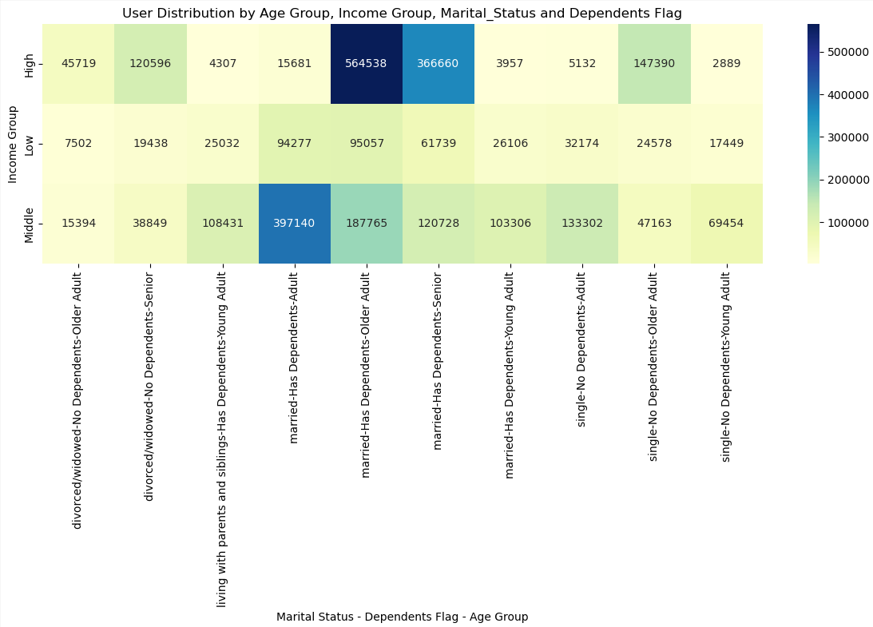 User Distribution by Age Group, Income Group, Marital_Status and Dependents Flag
Income Group
High
45719 120596 4307 15681 564538 366660 3957 5132 147390 2889
Low
7502 19438 25032 94277 95057 61739 26106 32174 24578 17449
Middle
15394 38849 108431 397140 187765 120728 103306 133302 47163 69454
500000
400000
300000
200000
100000
divorced/widowed-No Dependents-Older Adult
divorced/widowed-No Dependents-Senior
living with parents and siblings-Has Dependents-Young Adult
married-Has Dependents-Adult
married-Has Dependents-Older Adult
married-Has Dependents-Senior
married-Has Dependents-Young Adult
single-No Dependents-Adult
single-No Dependents-Older Adult
single-No Dependents-Young Adult
Marital Status - Dependents Flag - Age Group